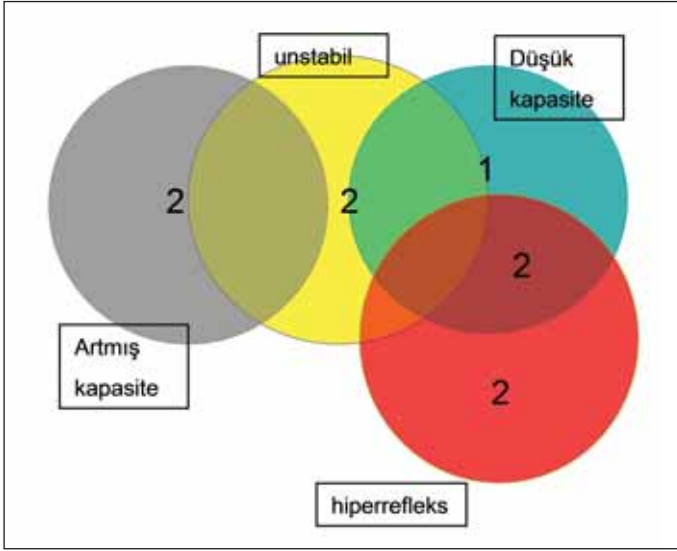 unstabil
Düşük
kapasite
2
2
1
2
Artmış
kapasite
2
hiperrefleks